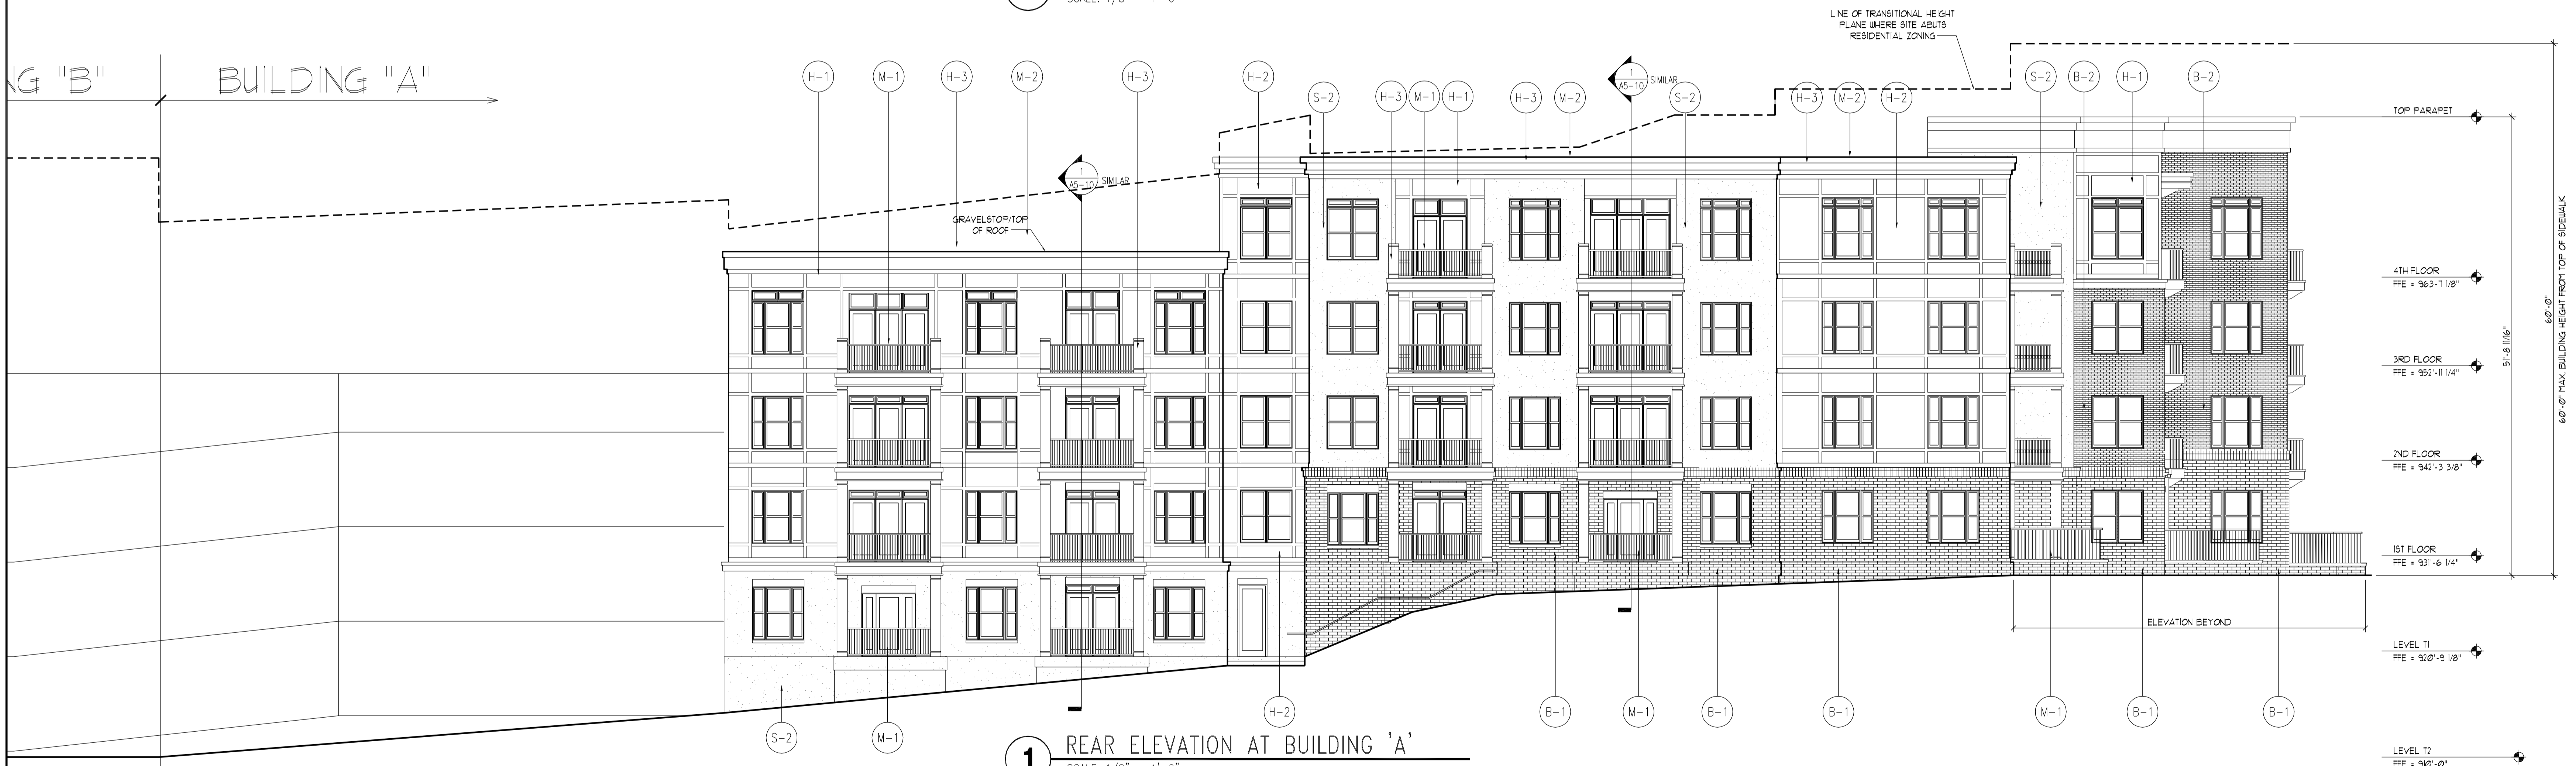 LINE OF TRANSITIONAL HEIGHT
PLANE WHERE SITE ABUTS
RESIDENTIAL ZONING
"B"
BUILDING "A"
H-1
M-1
H-3
M-2
H-3
H-2
S-2
H-3
M-1
H-1
H-3
M-2
1
A5-10
SIMILAR
S-2
H-3
M-2
H-2
S-2
B-2
H-1
B-2
1
A5-10
SIMILAR
GRAVELSTOP/TOP
OF ROOF
TOP PARAPET
4TH FLOOR
FFE = 963-7 1/8"
3RD FLOOR
FFE = 952'-11 1/4"
2ND FLOOR
FFE = 942'-3 3/8"
1ST FLOOR
FFE = 931'-6 1/4"
LEVEL T1
FFE = 920'-9 1/8"
LEVEL T2
FFE = 910'-0"
51'-8 11/16"
60'-0"
60'-0" MAX. BUILDING HEIGHT FROM TOP OF SIDEWALK
ELEVATION BEYOND
S-2
M-1
H-2
B-1
M-1
B-1
B-1
M-1
B-1
B-1
1
REAR ELEVATION AT BUILDING 'A'